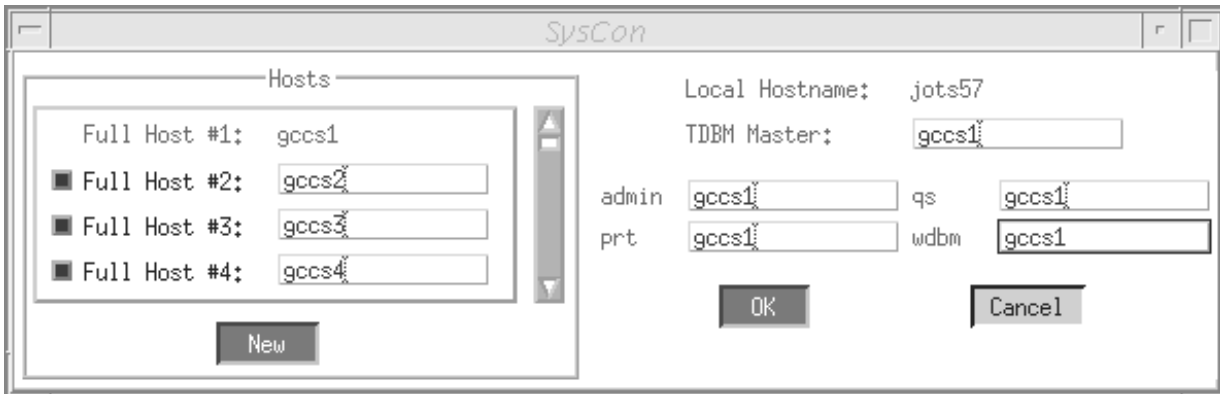 SysCon
Hosts
Full Host #1: gccs1
Full Host #2: gccs2
Full Host #3: gccs3
Full Host #4: gccs4
New
Local Hostname: jots57
TDBM Master: gccs1
admin gccs1 qs gccs1
prt gccs1 wdbm gccs1
OK Cancel